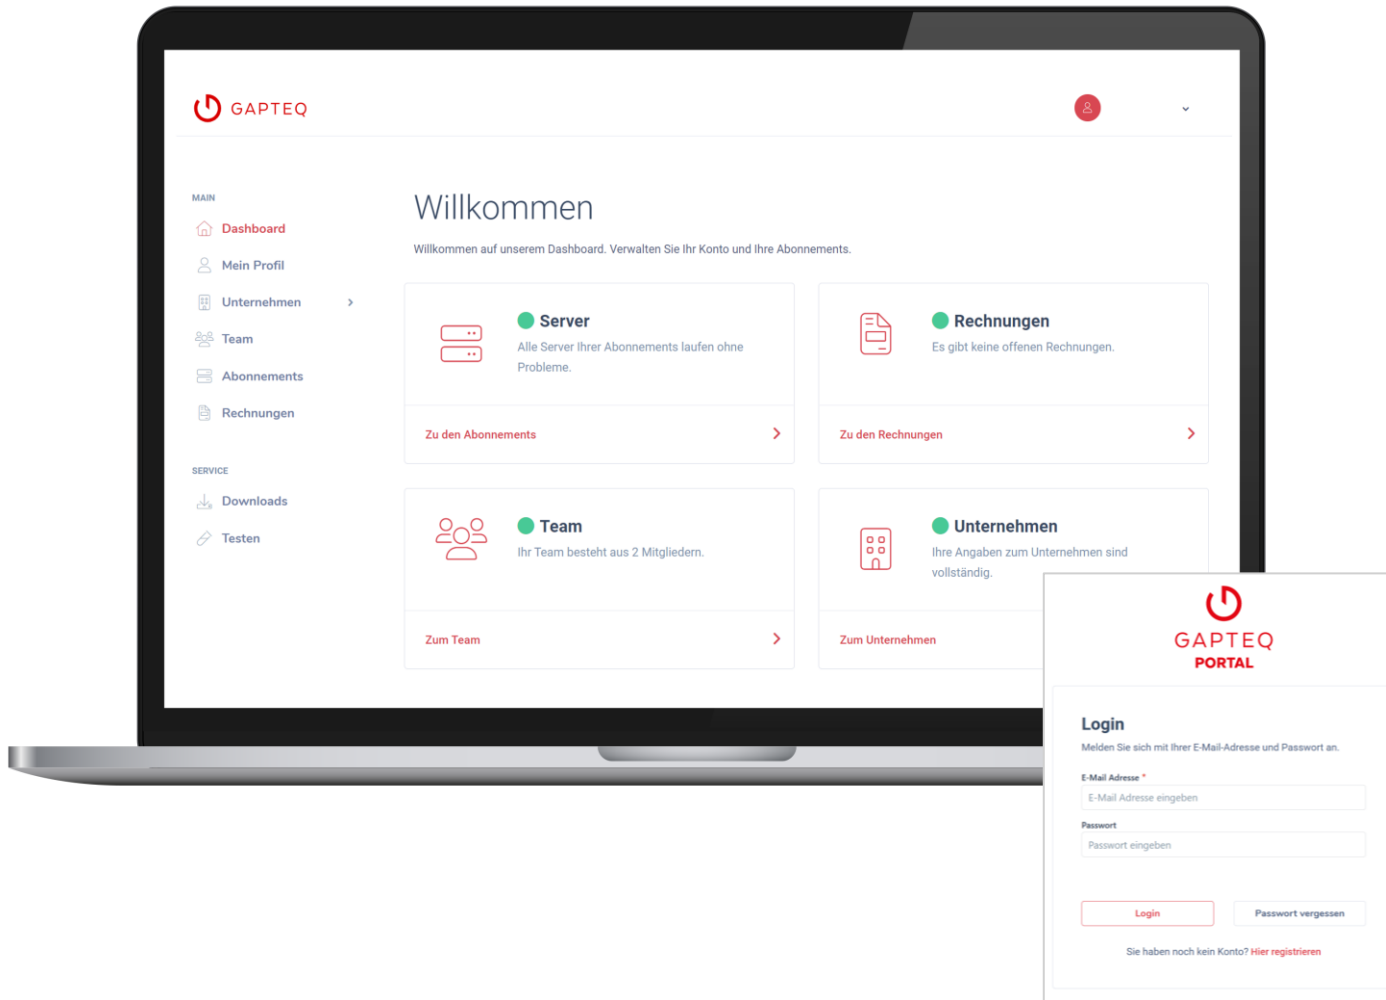 GAPTEQ
MAIN
Dashboard
Mein Profil
Unternehmen
Team
Abonnements
Rechnungen
SERVICE
Downloads
Testen
Willkommen
Willkommen auf unserem Dashboard. Verwalten Sie Ihr Konto und Ihre Abonnements.
Server
Alle Server Ihrer Abonnements laufen ohne
Probleme.
Zu den Abonnements
Rechnungen
Es gibt keine offenen Rechnungen.
Zu den Rechnungen
Team
Ihr Team besteht aus 2 Mitgliedern.
Zum Team
Unternehmen
Ihre Angaben zum Unternehmen sind
vollständig.
Zum Unternehmen
GAPTEQ
PORTAL
Login
Melden Sie sich mit Ihrer E-Mail-Adresse und Passwort an.
E-Mail Adresse *
E-Mail Adresse eingeben
Passwort
Passwort eingeben
Login
Passwort vergessen
Sie haben noch kein Konto? Hier registrieren